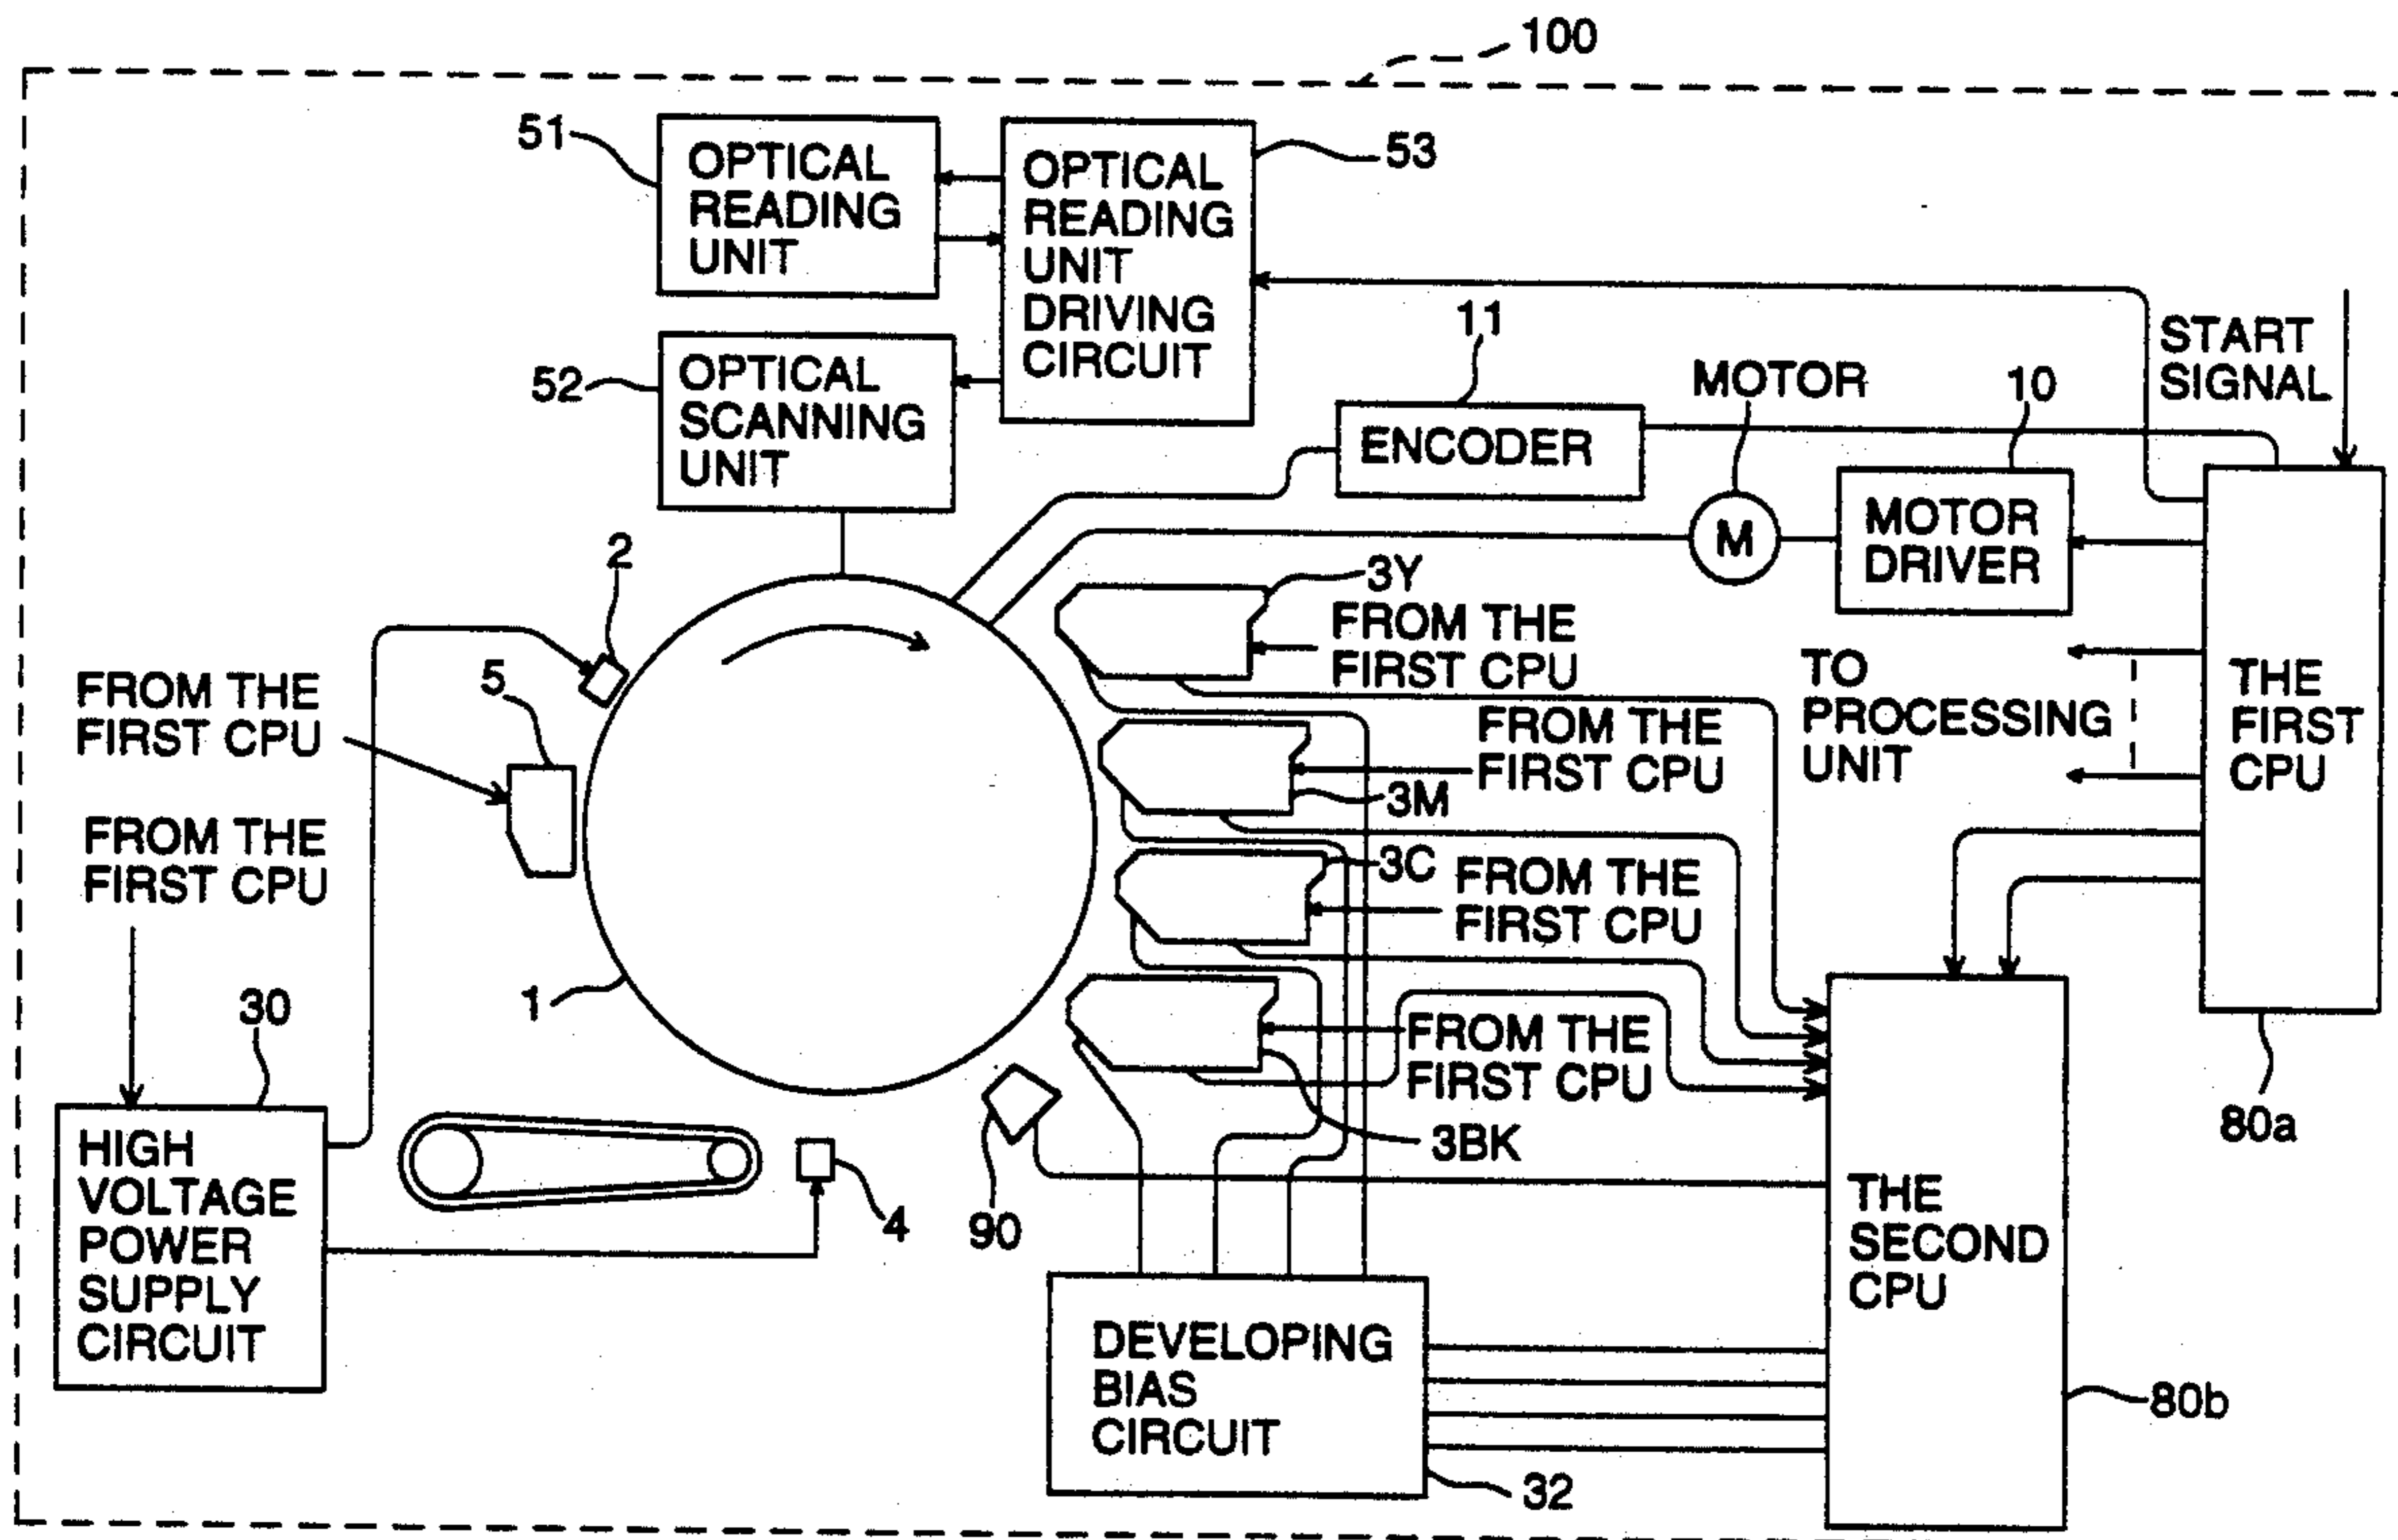 100
51
OPTICAL
READING
UNIT
OPTICAL
READING
UNIT
DRIVING
CIRCUIT
53
52
OPTICAL
SCANNING
UNIT
11
ENCODER
MOTOR
M
10
MOTOR
DRIVER
START
SIGNAL
2
3Y
FROM THE
FIRST CPU
5
FROM THE
FIRST CPU
FROM THE
FIRST CPU
3M
TO
PROCESSING
UNIT
THE
FIRST
CPU
FROM THE
FIRST CPU
3C
FROM THE
FIRST CPU
1
30
FROM THE
FIRST CPU
80a
HIGH
VOLTAGE
POWER
SUPPLY
CIRCUIT
4
90
3BK
THE
SECOND
CPU
DEVELOPING
BIAS
CIRCUIT
80b
32